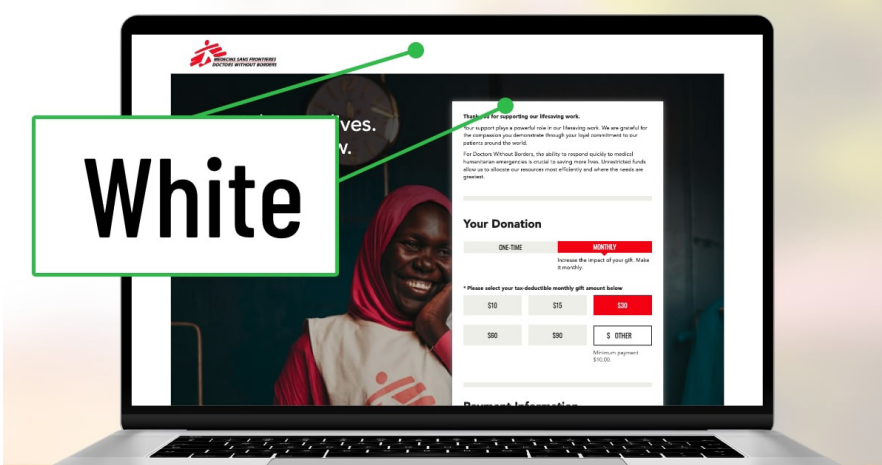 MEDECINS SANS FRONTIERES
DOCTORS WITHOUT BORDERS
ves.
White
for supporting our lifesaving work.
Your support plays a powerful role in our lifesaving work. We are grateful for
the compassion you demonstrate through your loyal commitment to our
patients around the world.
For Doctors Without Borders, the ability to respond quickly to medical
humanitarian emergencies is crucial to saving more lives. Unrestricted funds
allow us to allocate our resources most efficiently and where the needs are
greatest.
Your Donation
ONE-TIME
MONTHLY
Increase the impact of your gift. Make
it monthly.
* Please select your tax-deductible monthly gift amount below
$10
$15
$30
$60
$90
$ OTHER
Minimum payment
$10.00
Payment Information